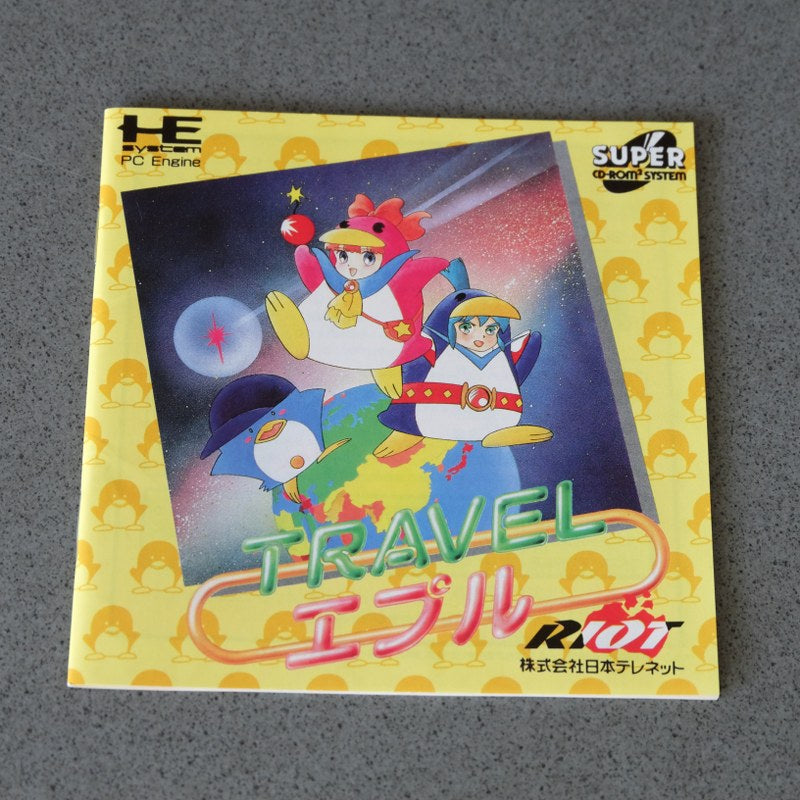 HE
system
PC Engine
SUPER
CD-ROM² SYSTEM
TRAVEL
エプル
RIOT
株式会社日本テレネット